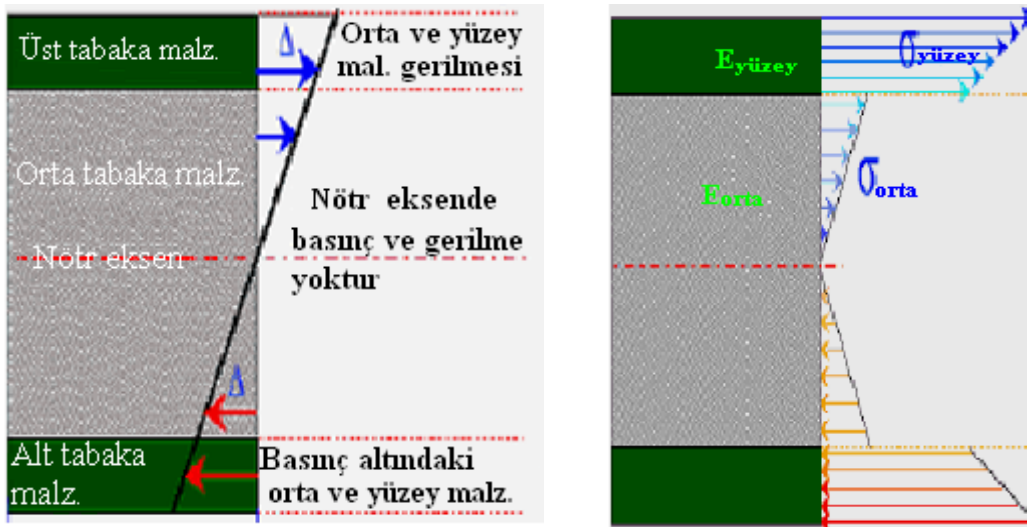 Üst tabaka malz.
Δ
Orta ve yüzey
mal. gerilmesi
Orta tabaka malz.
Nötr eksende
basınç ve gerilme
yoktur
Nötr eksen
Δ
Alt tabaka
malz.
Basınç altındaki
orta ve yüzey malz.
Eyüzey
σyüzey
Eorta
σorta